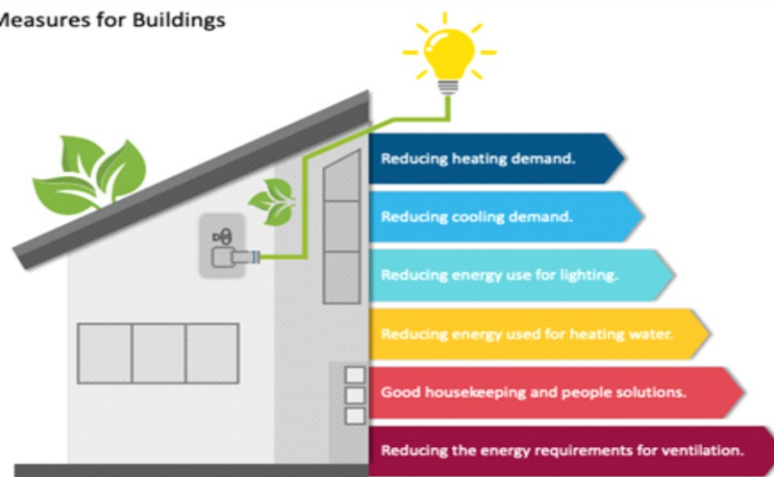 Measures for Buildings
Reducing heating demand.
Reducing cooling demand.
Reducing energy use for lighting.
Reducing energy used for heating water.
Good housekeeping and people solutions.
Reducing the energy requirements for ventilation.